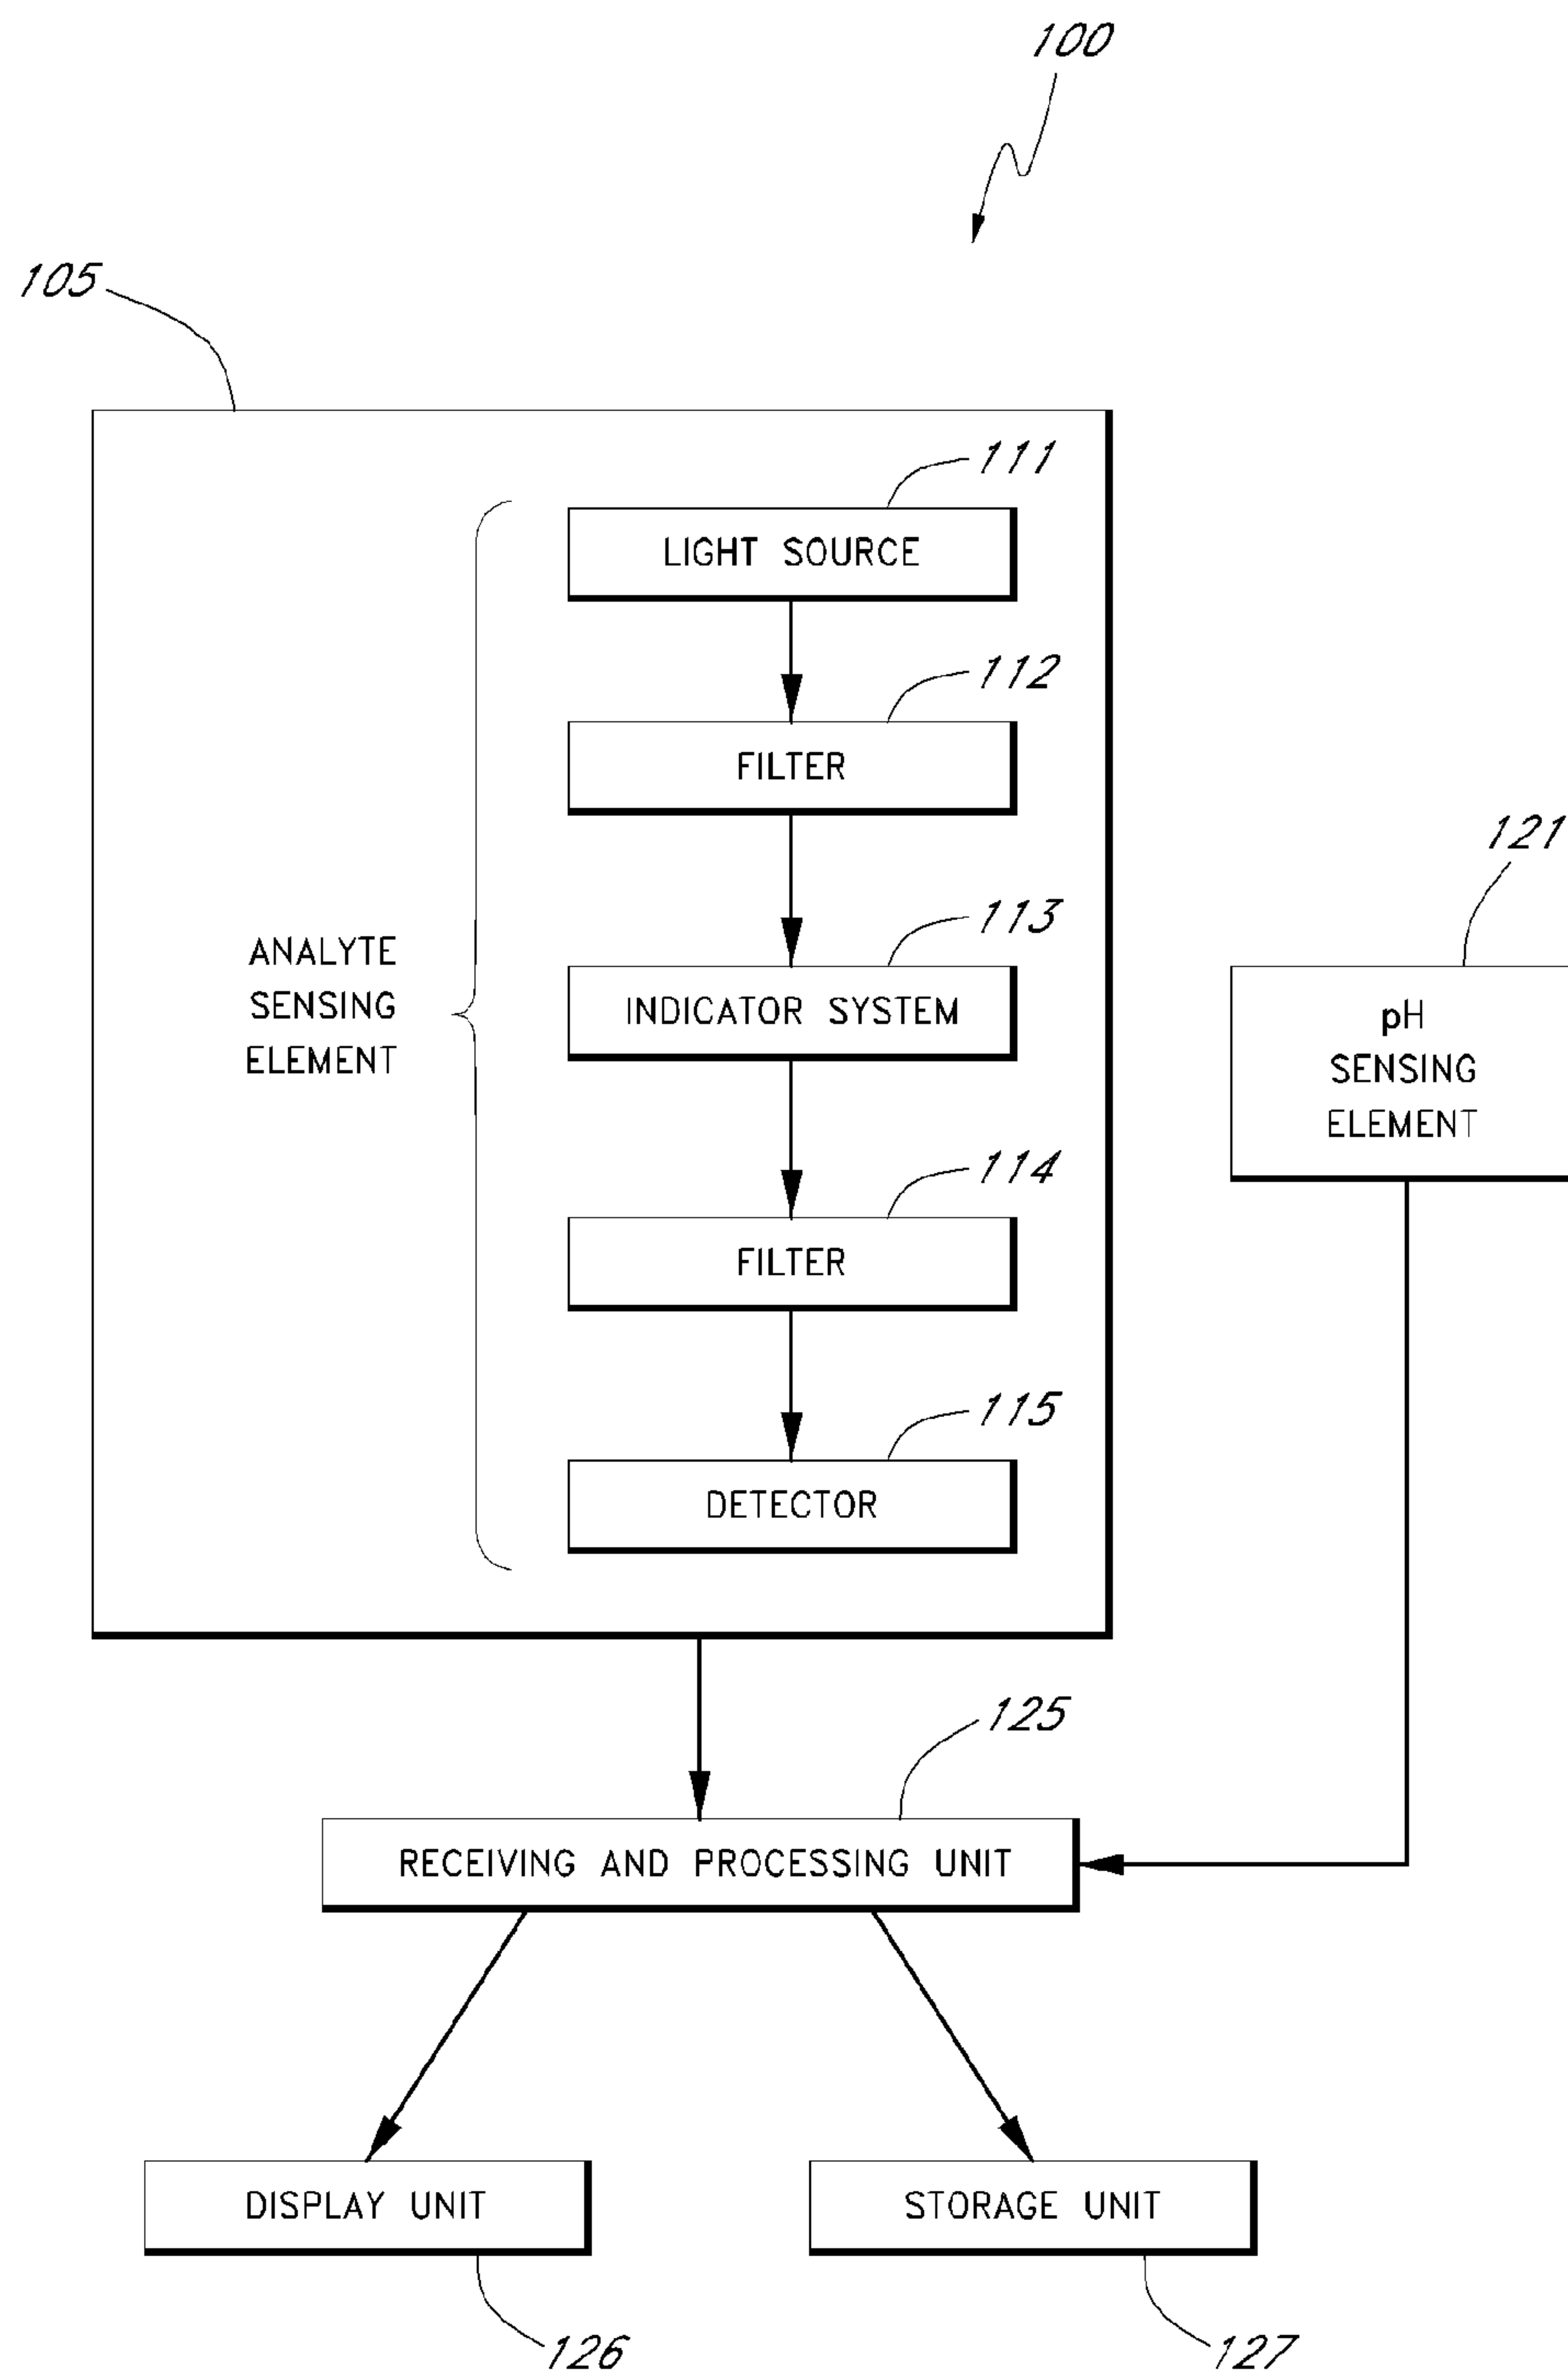 100
105
111
LIGHT SOURCE
112
FILTER
121
113
ANALYTE
SENSING
ELEMENT
INDICATOR SYSTEM
pH
SENSING
ELEMENT
114
FILTER
115
DETECTOR
125
RECEIVING AND PROCESSING UNIT
DISPLAY UNIT
STORAGE UNIT
126
127